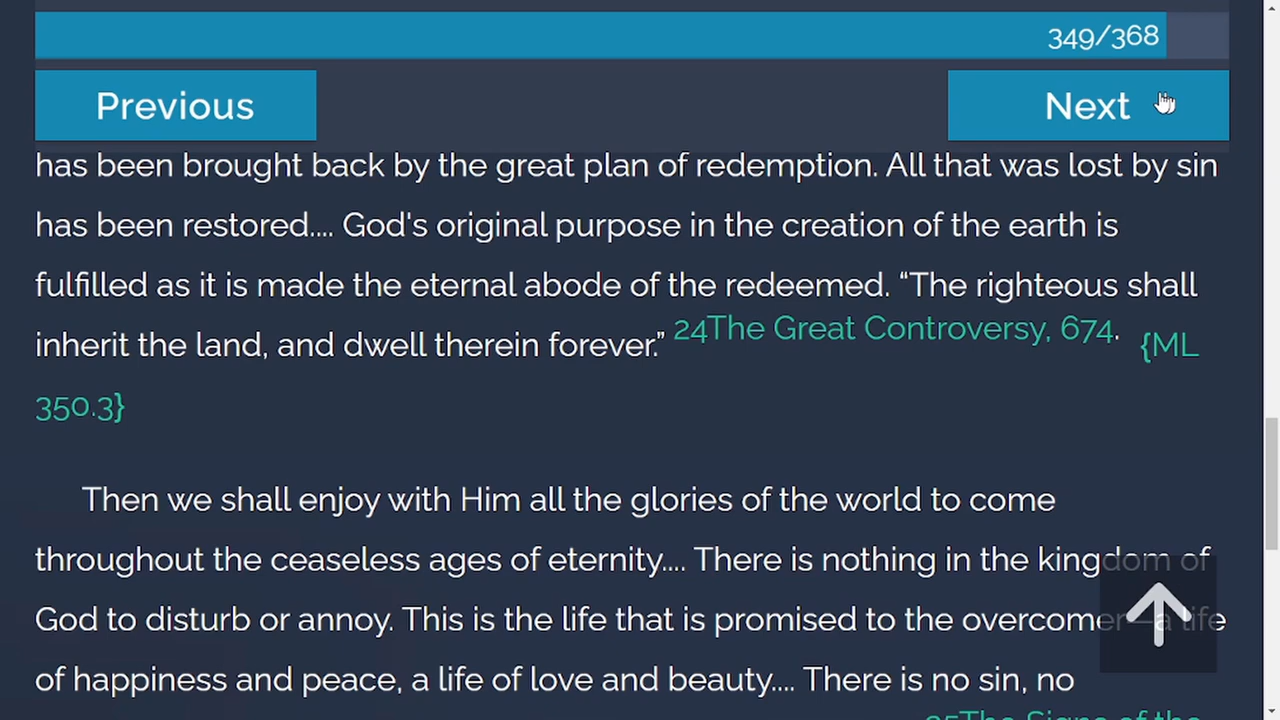 349/368
Previous
Next
has been brought back by the great plan of redemption. All that was lost by sin
has been restored.... God's original purpose in the creation of the earth is
fulfilled as it is made the eternal abode of the redeemed. “The righteous shall
inherit the land, and dwell therein forever.” 24The Great Controversy, 674. {ML
350.3}
Then we shall enjoy with Him all the glories of the world to come
throughout the ceaseless ages of eternity.... There is nothing in the kingdom of
God to disturb or annoy. This is the life that is promised to the overcomer—a life
of happiness and peace, a life of love and beauty.... There is no sin, no
25The Signs of the